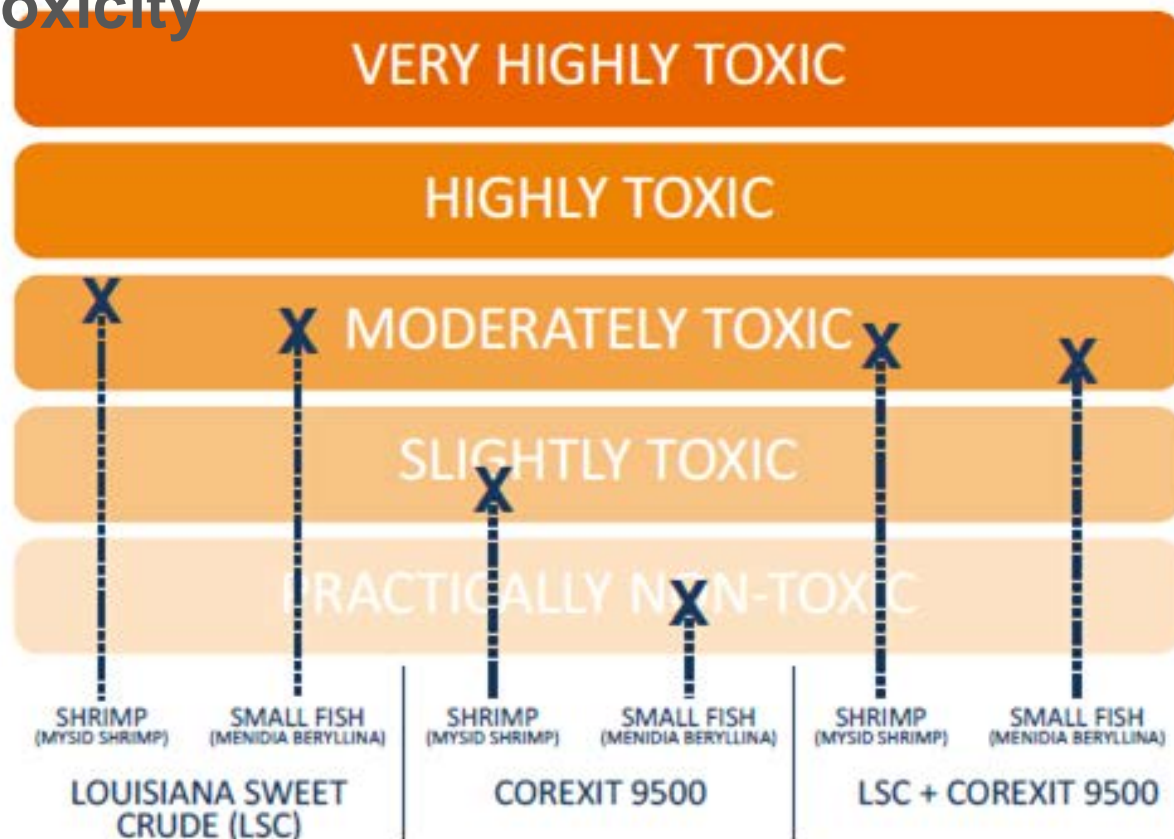 oxicity
VERY HIGHLY TOXIC
HIGHLY TOXIC
X X MODERATELY TOXIC X X
SLIGHTLY TOXIC
X
PRACTICALLY NON-TOXIC
X
SHRIMP SMALL FISH SHRIMP SMALL FISH SHRIMP SMALL FISH
(MYSID SHRIMP) (MENIDIA BERYLLINA) (MYSID SHRIMP) (MENIDIA BERYLLINA) (MYSID SHRIMP) (MENIDIA BERYLLINA)
LOUISIANA SWEET COREXIT 9500 LSC + COREXIT 9500
CRUDE (LSC)